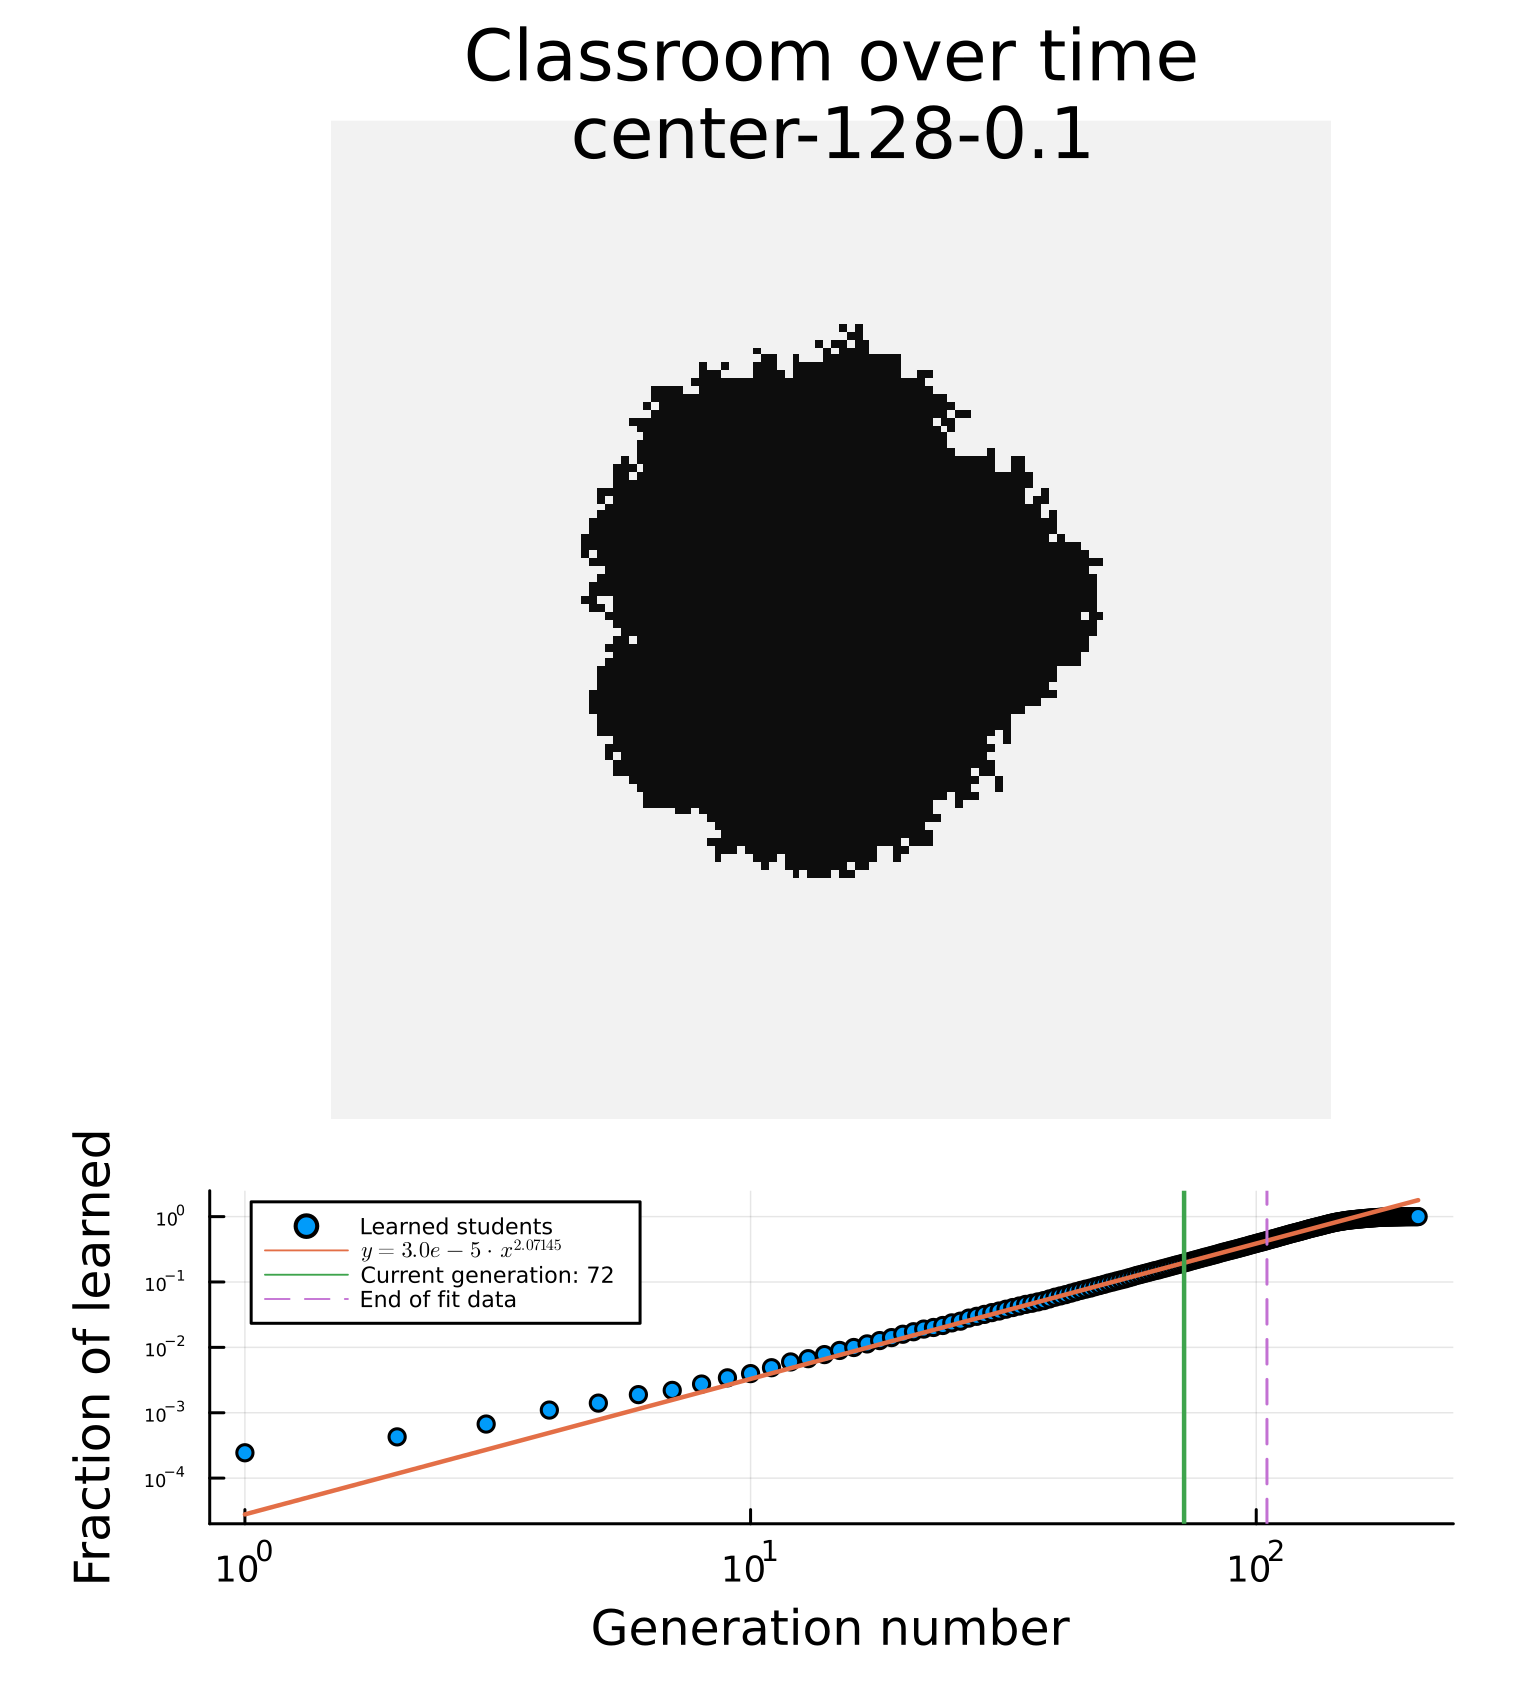 Classroom over time
center-128-0.1
Fraction of learned
10⁰
10⁻¹
10⁻²
10⁻³
10⁻⁴
Learned students
y = 3.0e − 5 · x^2.07145
Current generation: 72
End of fit data
10⁰ 10¹ 10²
Generation number